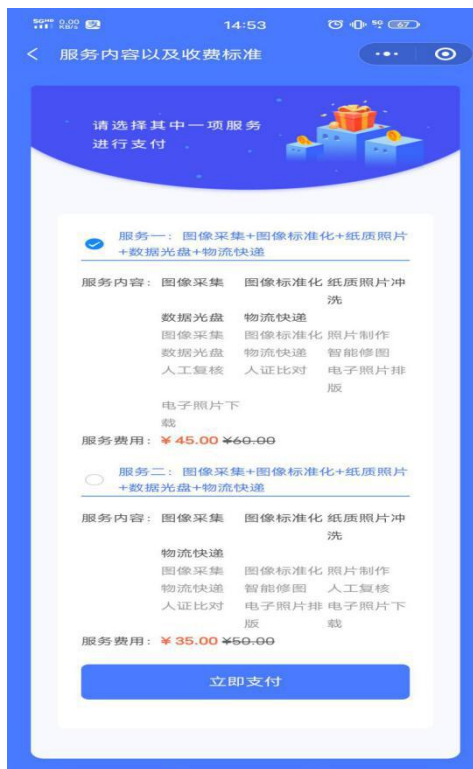 5GHD 0.00 KB/s 14:53 5G 67
服务内容以及收费标准
请选择其中一项服务
进行支付
服务一：图像采集+图像标准化+纸质照片
+数据光盘+物流快递
服务内容：图像采集 图像标准化 纸质照片冲
洗
数据光盘 物流快递
图像采集 图像标准化 照片制作
数据光盘 物流快递 智能修图
人工复核 人证比对 电子照片排
版
电子照片下
载
服务费用：￥45.00 ￥60.00
服务二：图像采集+图像标准化+纸质照片
+数据光盘+物流快递
服务内容：图像采集 图像标准化 纸质照片冲
洗
物流快递
图像采集 图像标准化 照片制作
物流快递 智能修图 人工复核
人证比对 电子照片排 电子照片下
版 载
服务费用：￥35.00 ￥50.00
立即支付